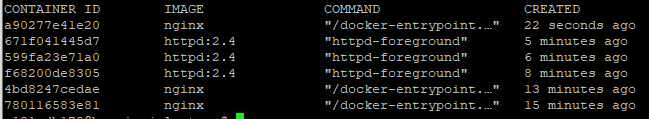 CONTAINER ID IMAGE COMMAND CREATED
a90277e41e20 nginx "/docker-entrypoint.…" 22 seconds ago
671f041445d7 httpd:2.4 "httpd-foreground" 5 minutes ago
599fa23e71a0 httpd:2.4 "httpd-foreground" 6 minutes ago
f68200de8305 httpd:2.4 "httpd-foreground" 8 minutes ago
4bd8247cedae nginx "/docker-entrypoint.…" 13 minutes ago
780116583e81 nginx "/docker-entrypoint.…" 15 minutes ago